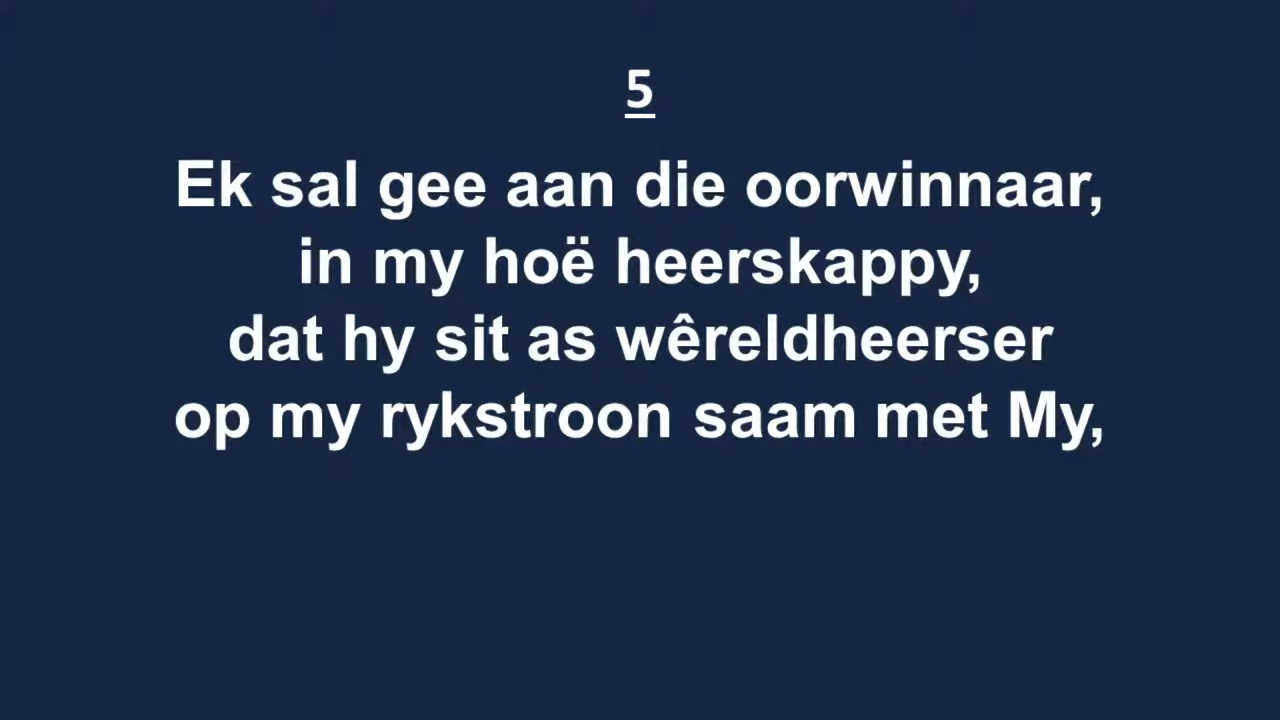 5
Ek sal gee aan die oorwinnaar,
in my hoë heerskappy,
dat hy sit as wêreldheerser
op my rykstroon saam met My,